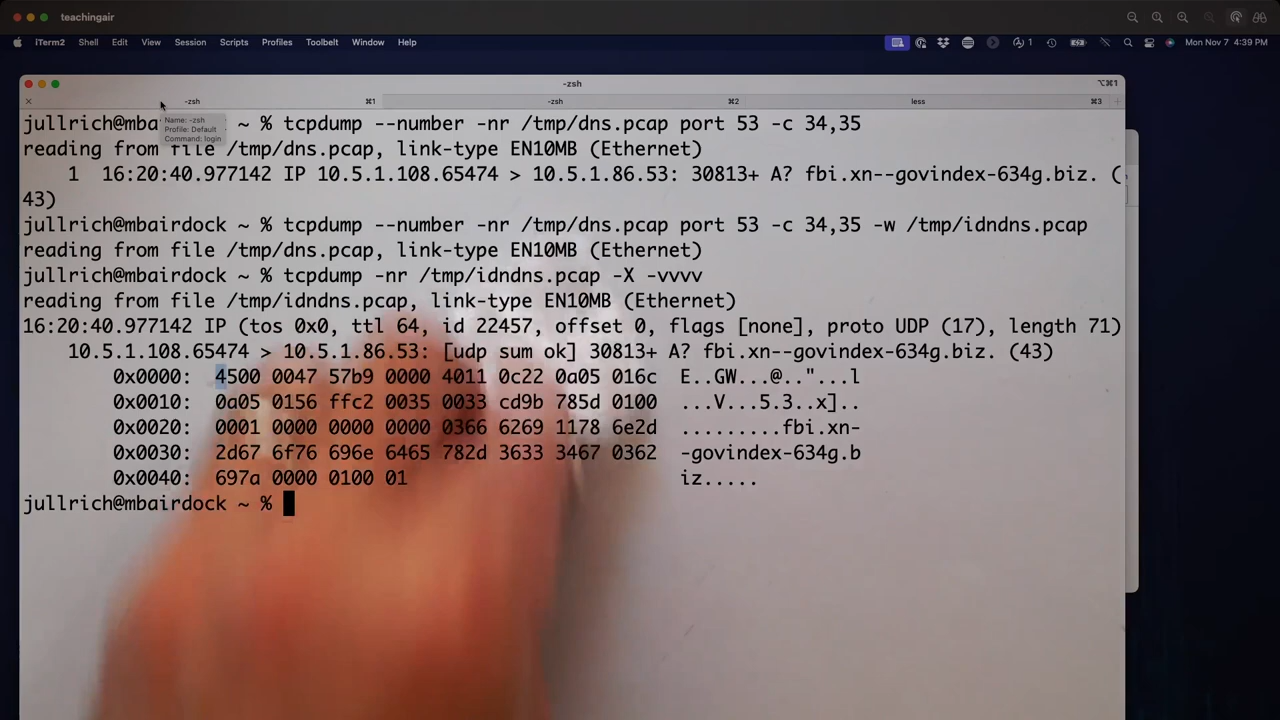 teachingair
iTerm2 Shell Edit View Session Scripts Profiles Toolbelt Window Help 1 Mon Nov 7 4:39 PM
-zsh ⌥⌘1
-zsh ⌘1 -zsh ⌘2 less ⌘3
Name: -zsh
Profile: Default
Command: login
jullrich@mba ~ % tcpdump --number -nr /tmp/dns.pcap port 53 -c 34,35
reading from file /tmp/dns.pcap, link-type EN10MB (Ethernet)
1 16:20:40.977142 IP 10.5.1.108.65474 > 10.5.1.86.53: 30813+ A? fbi.xn--govindex-634g.biz. (
43)
jullrich@mbairdock ~ % tcpdump --number -nr /tmp/dns.pcap port 53 -c 34,35 -w /tmp/idndns.pcap
reading from file /tmp/dns.pcap, link-type EN10MB (Ethernet)
jullrich@mbairdock ~ % tcpdump -nr /tmp/idndns.pcap -X -vvvv
reading from file /tmp/idndns.pcap, link-type EN10MB (Ethernet)
16:20:40.977142 IP (tos 0x0, ttl 64, id 22457, offset 0, flags [none], proto UDP (17), length 71)
10.5.1.108.65474 > 10.5.1.86.53: [udp sum ok] 30813+ A? fbi.xn--govindex-634g.biz. (43)
0x0000: 4500 0047 57b9 0000 4011 0c22 0a05 016c E..GW...@.."...l
0x0010: 0a05 0156 ffc2 0035 0033 cd9b 785d 0100 ...V...5.3..x]..
0x0020: 0001 0000 0000 0000 0366 6269 1178 6e2d .........fbi.xn-
0x0030: 2d67 6f76 696e 6465 782d 3633 3467 0362 -govindex-634g.b
0x0040: 697a 0000 0100 01 iz.....
jullrich@mbairdock ~ %